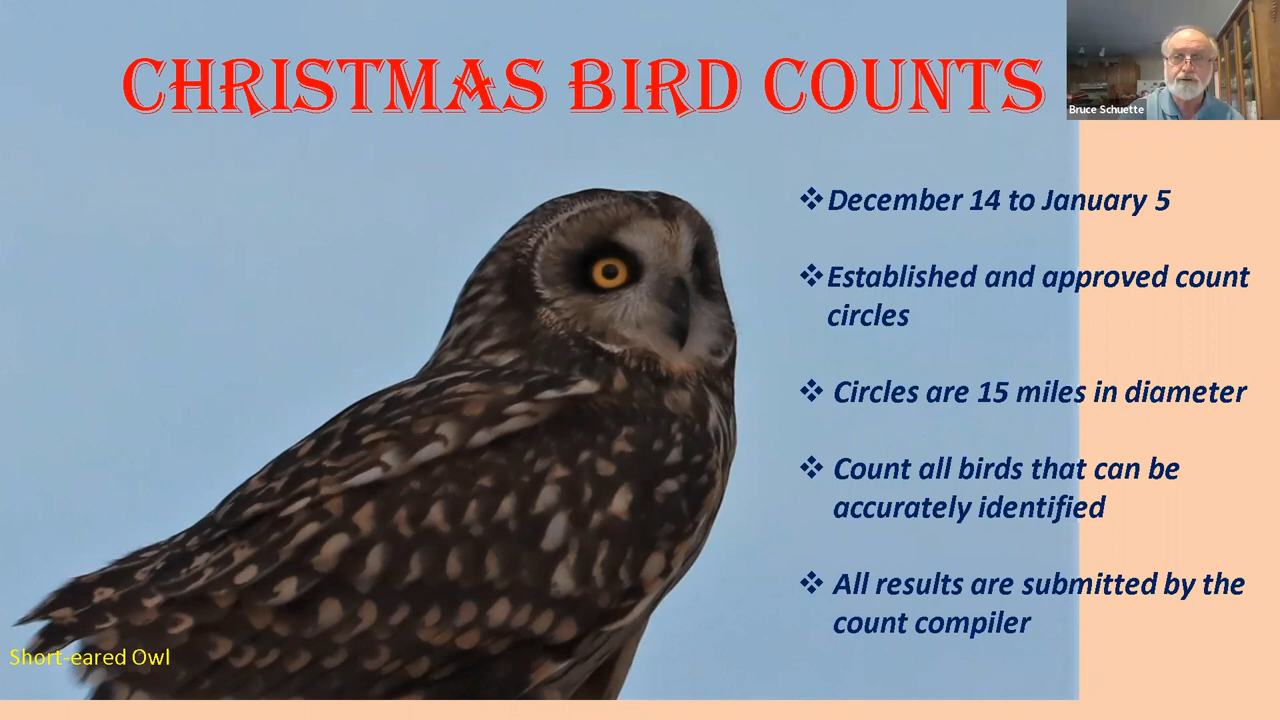 CHRISTMAS BIRD COUNTS
Bruce Schuette
❖December 14 to January 5
❖Established and approved count
circles
❖ Circles are 15 miles in diameter
❖ Count all birds that can be
accurately identified
❖ All results are submitted by the
count compiler
Short-eared Owl